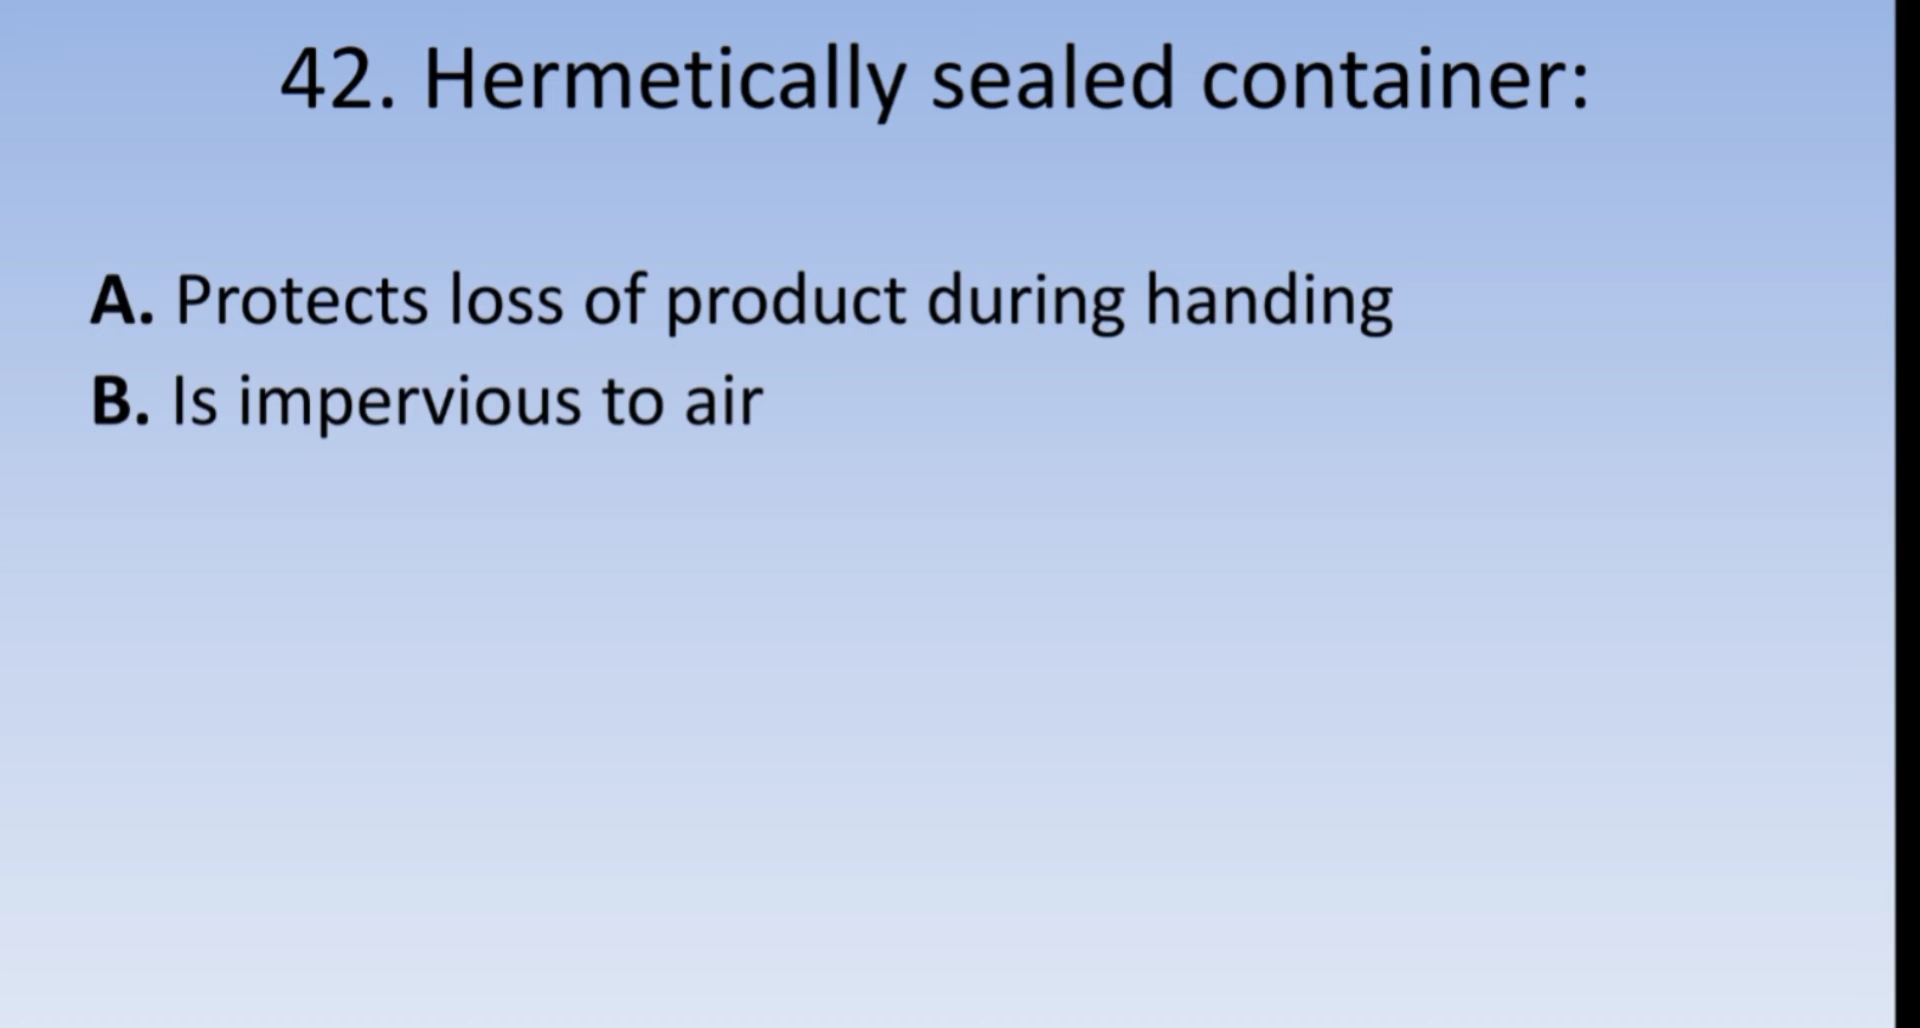 42. Hermetically sealed container:
A. Protects loss of product during handing
B. Is impervious to air